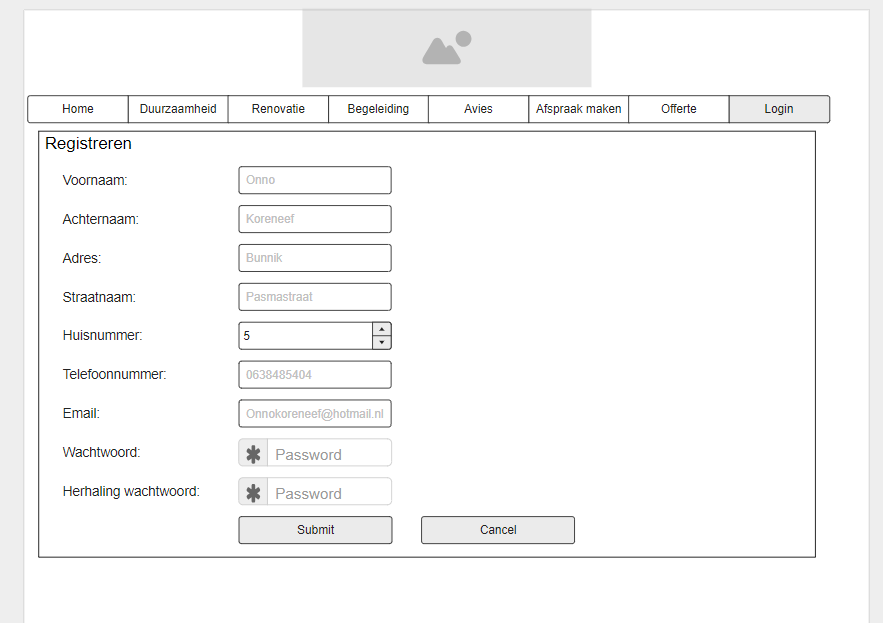 Home Duurzaamheid Renovatie Begeleiding Avies Afspraak maken Offerte Login
Registreren
Voornaam: Onno
Achternaam: Koreneef
Adres: Bunnik
Straatnaam: Pasmastraat
Huisnummer: 5
Telefoonnummer: 0638485404
Email: Onnokoreneef@hotmail.nl
Wachtwoord: Password
Herhaling wachtwoord: Password
Submit Cancel